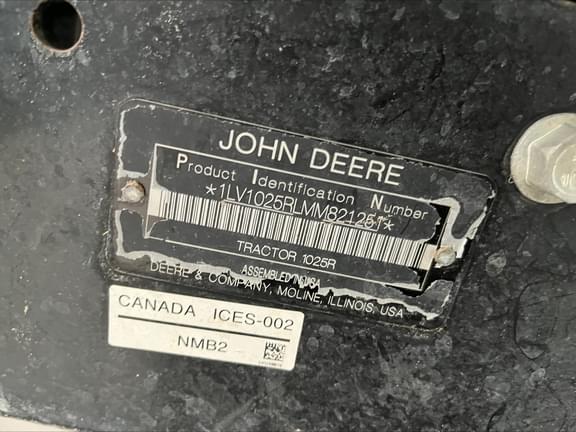 JOHN DEERE
Product Identification Number
*1LV1025RLMM821251*
TRACTOR 1025R
ASSEMBLED IN USA
DEERE & COMPANY, MOLINE, ILLINOIS, USA
CANADA ICES-002
NMB2